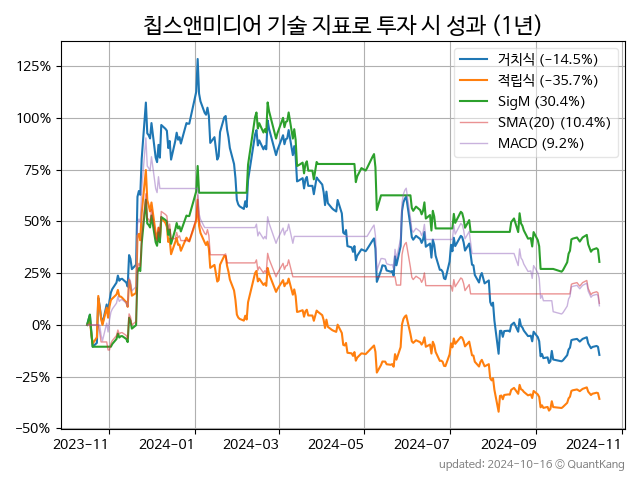 칩스앤미디어 기술 지표로 투자 시 성과 (1년)
거치식 (-14.5%)
적립식 (-35.7%)
SigM (30.4%)
SMA(20) (10.4%)
MACD (9.2%)
125%
100%
75%
50%
25%
0%
-25%
-50%
2023-11
2024-01
2024-03
2024-05
2024-07
2024-09
2024-11
updated: 2024-10-16 © QuantKang